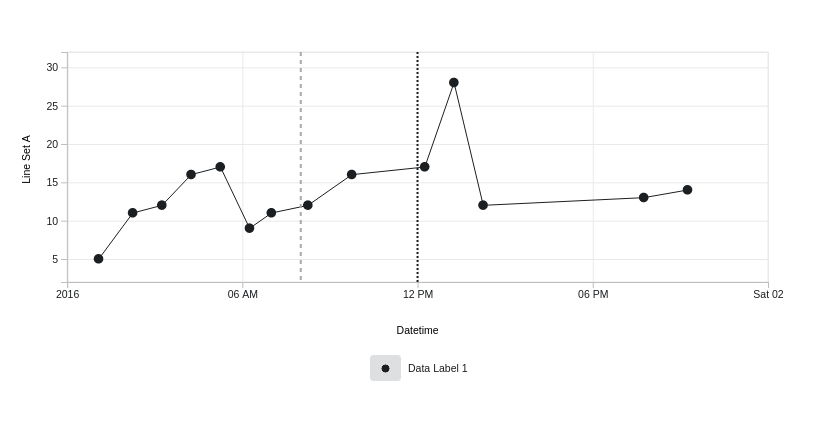 30
25
20
15
10
5
Line Set A
2016
06 AM
12 PM
06 PM
Sat 02
Datetime
Data Label 1